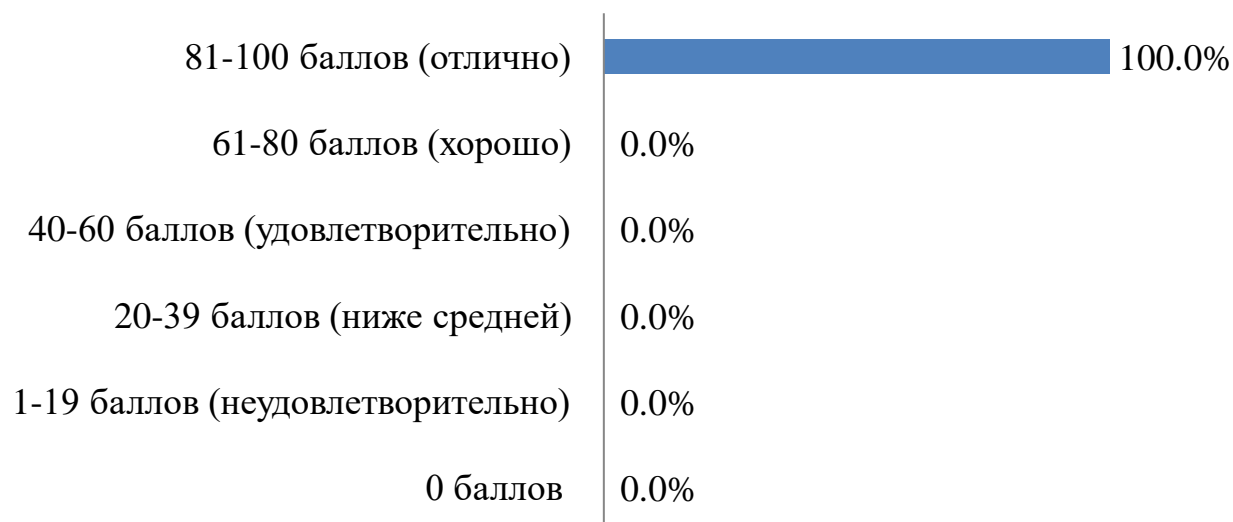 81-100 баллов (отлично) 100.0%
61-80 баллов (хорошо) 0.0%
40-60 баллов (удовлетворительно) 0.0%
20-39 баллов (ниже средней) 0.0%
1-19 баллов (неудовлетворительно) 0.0%
0 баллов 0.0%